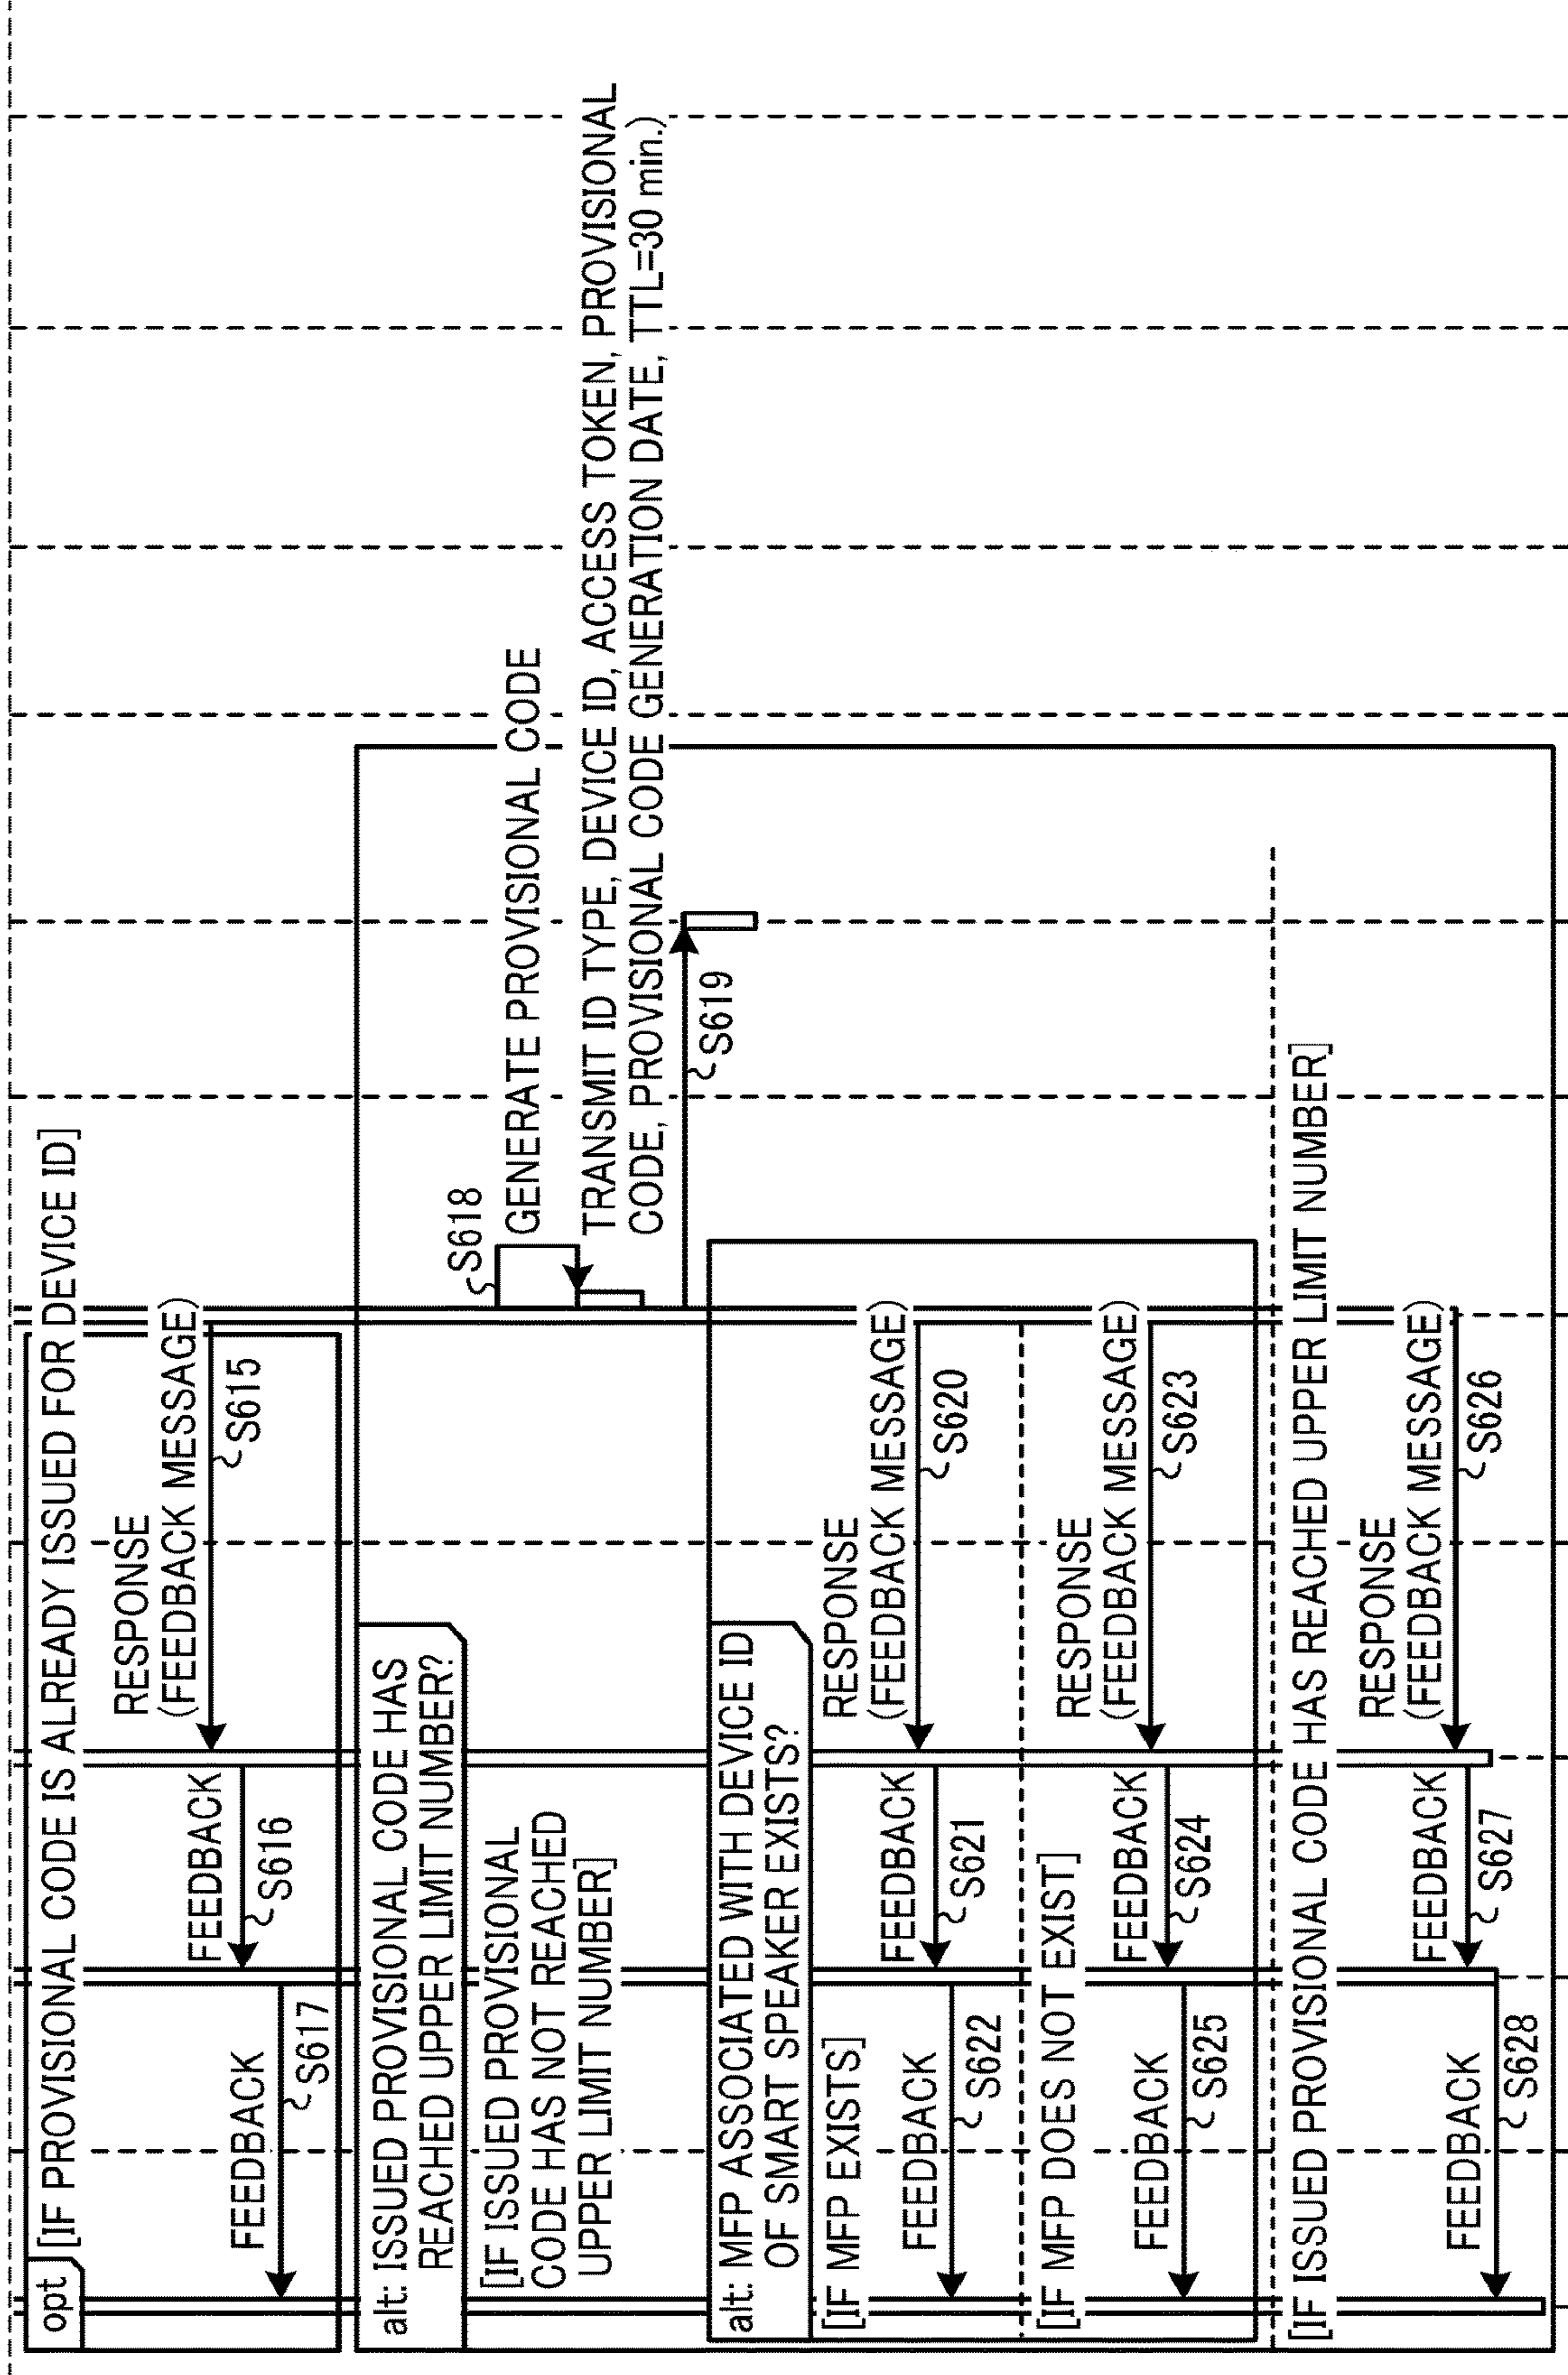 opt
[IF PROVISIONAL CODE IS ALREADY ISSUED FOR DEVICE ID]
RESPONSE
(FEEDBACK MESSAGE)
S615
FEEDBACK
S616
FEEDBACK
S617
alt: ISSUED PROVISIONAL CODE HAS
REACHED UPPER LIMIT NUMBER?
[IF ISSUED PROVISIONAL
CODE HAS NOT REACHED
UPPER LIMIT NUMBER]
S618
GENERATE PROVISIONAL CODE
TRANSMIT ID TYPE, DEVICE ID, ACCESS TOKEN, PROVISIONAL
CODE, PROVISIONAL CODE GENERATION DATE, TTL=30 min.)
S619
alt: MFP ASSOCIATED WITH DEVICE ID
OF SMART SPEAKER EXISTS?
[IF MFP EXISTS]
RESPONSE
(FEEDBACK MESSAGE)
S620
FEEDBACK
S621
FEEDBACK
S622
[IF MFP DOES NOT EXIST]
RESPONSE
(FEEDBACK MESSAGE)
S623
FEEDBACK
S624
FEEDBACK
S625
[IF ISSUED PROVISIONAL CODE HAS REACHED UPPER LIMIT NUMBER]
RESPONSE
(FEEDBACK MESSAGE)
S626
FEEDBACK
S627
FEEDBACK
S628